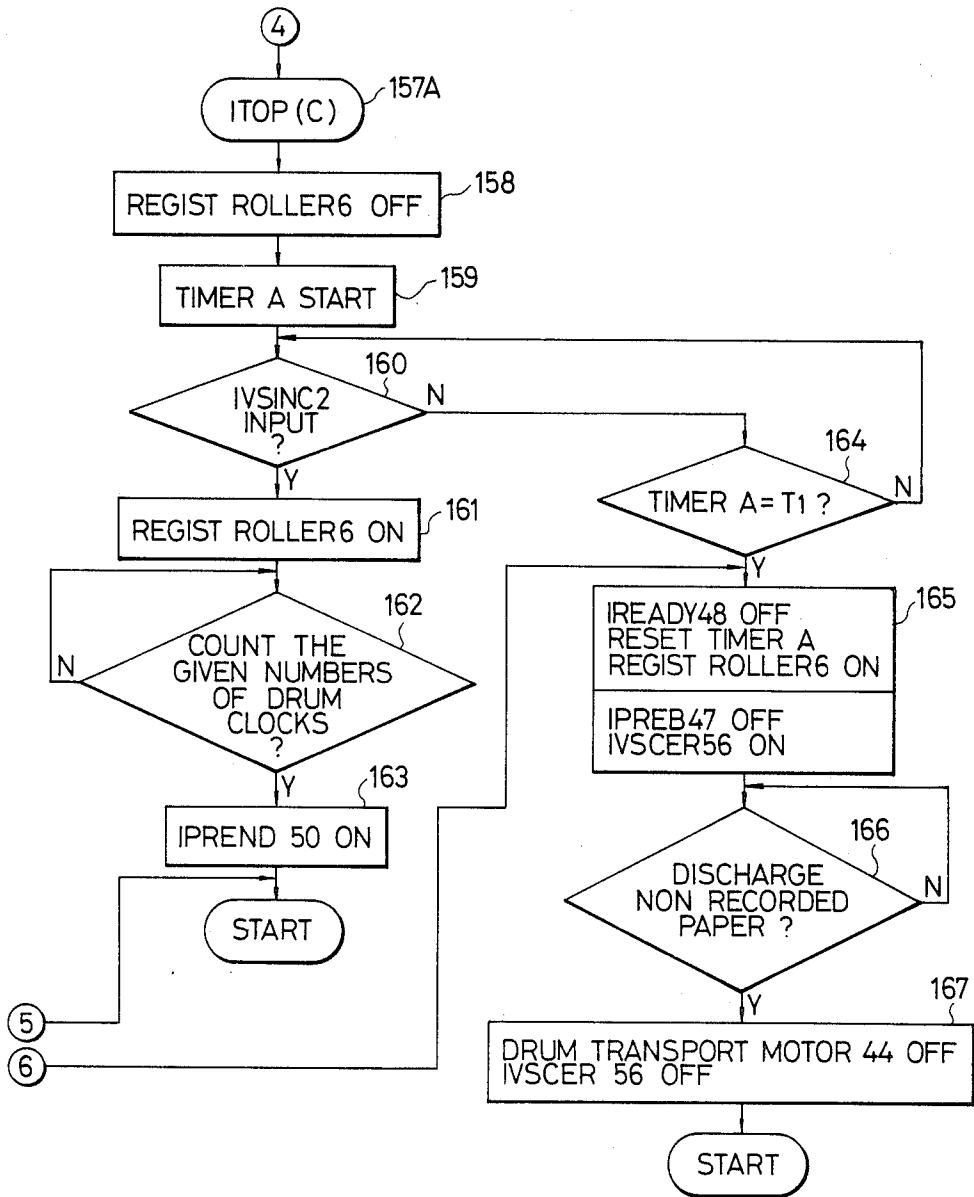 4
ITOP (C)
157A
REGIST ROLLER6 OFF
158
TIMER A START
159
160
IVSINC2
INPUT
?
N
Y
REGIST ROLLER6 ON
161
162
COUNT THE
GIVEN NUMBERS
OF DRUM
CLOCKS
?
N
Y
163
IPREND 50 ON
START
5
6
164
TIMER A=T1 ?
N
Y
165
IREADY48 OFF
RESET TIMER A
REGIST ROLLER6 ON
IPREB47 OFF
IVSCER56 ON
166
DISCHARGE
NON RECORDED
PAPER ?
N
Y
167
DRUM TRANSPORT MOTOR 44 OFF
IVSCER 56 OFF
START